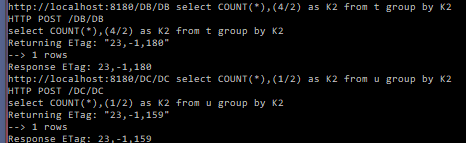 http://localhost:8180/DB/DB select COUNT(*),(4/2) as K2 from t group by K2
HTTP POST /DB/DB
select COUNT(*),(4/2) as K2 from t group by K2
Returning ETag: "23,-1,180"
--> 1 rows
Response ETag: 23,-1,180
http://localhost:8180/DC/DC select COUNT(*),(1/2) as K2 from u group by K2
HTTP POST /DC/DC
select COUNT(*),(1/2) as K2 from u group by K2
Returning ETag: "23,-1,159"
--> 1 rows
Response ETag: 23,-1,159